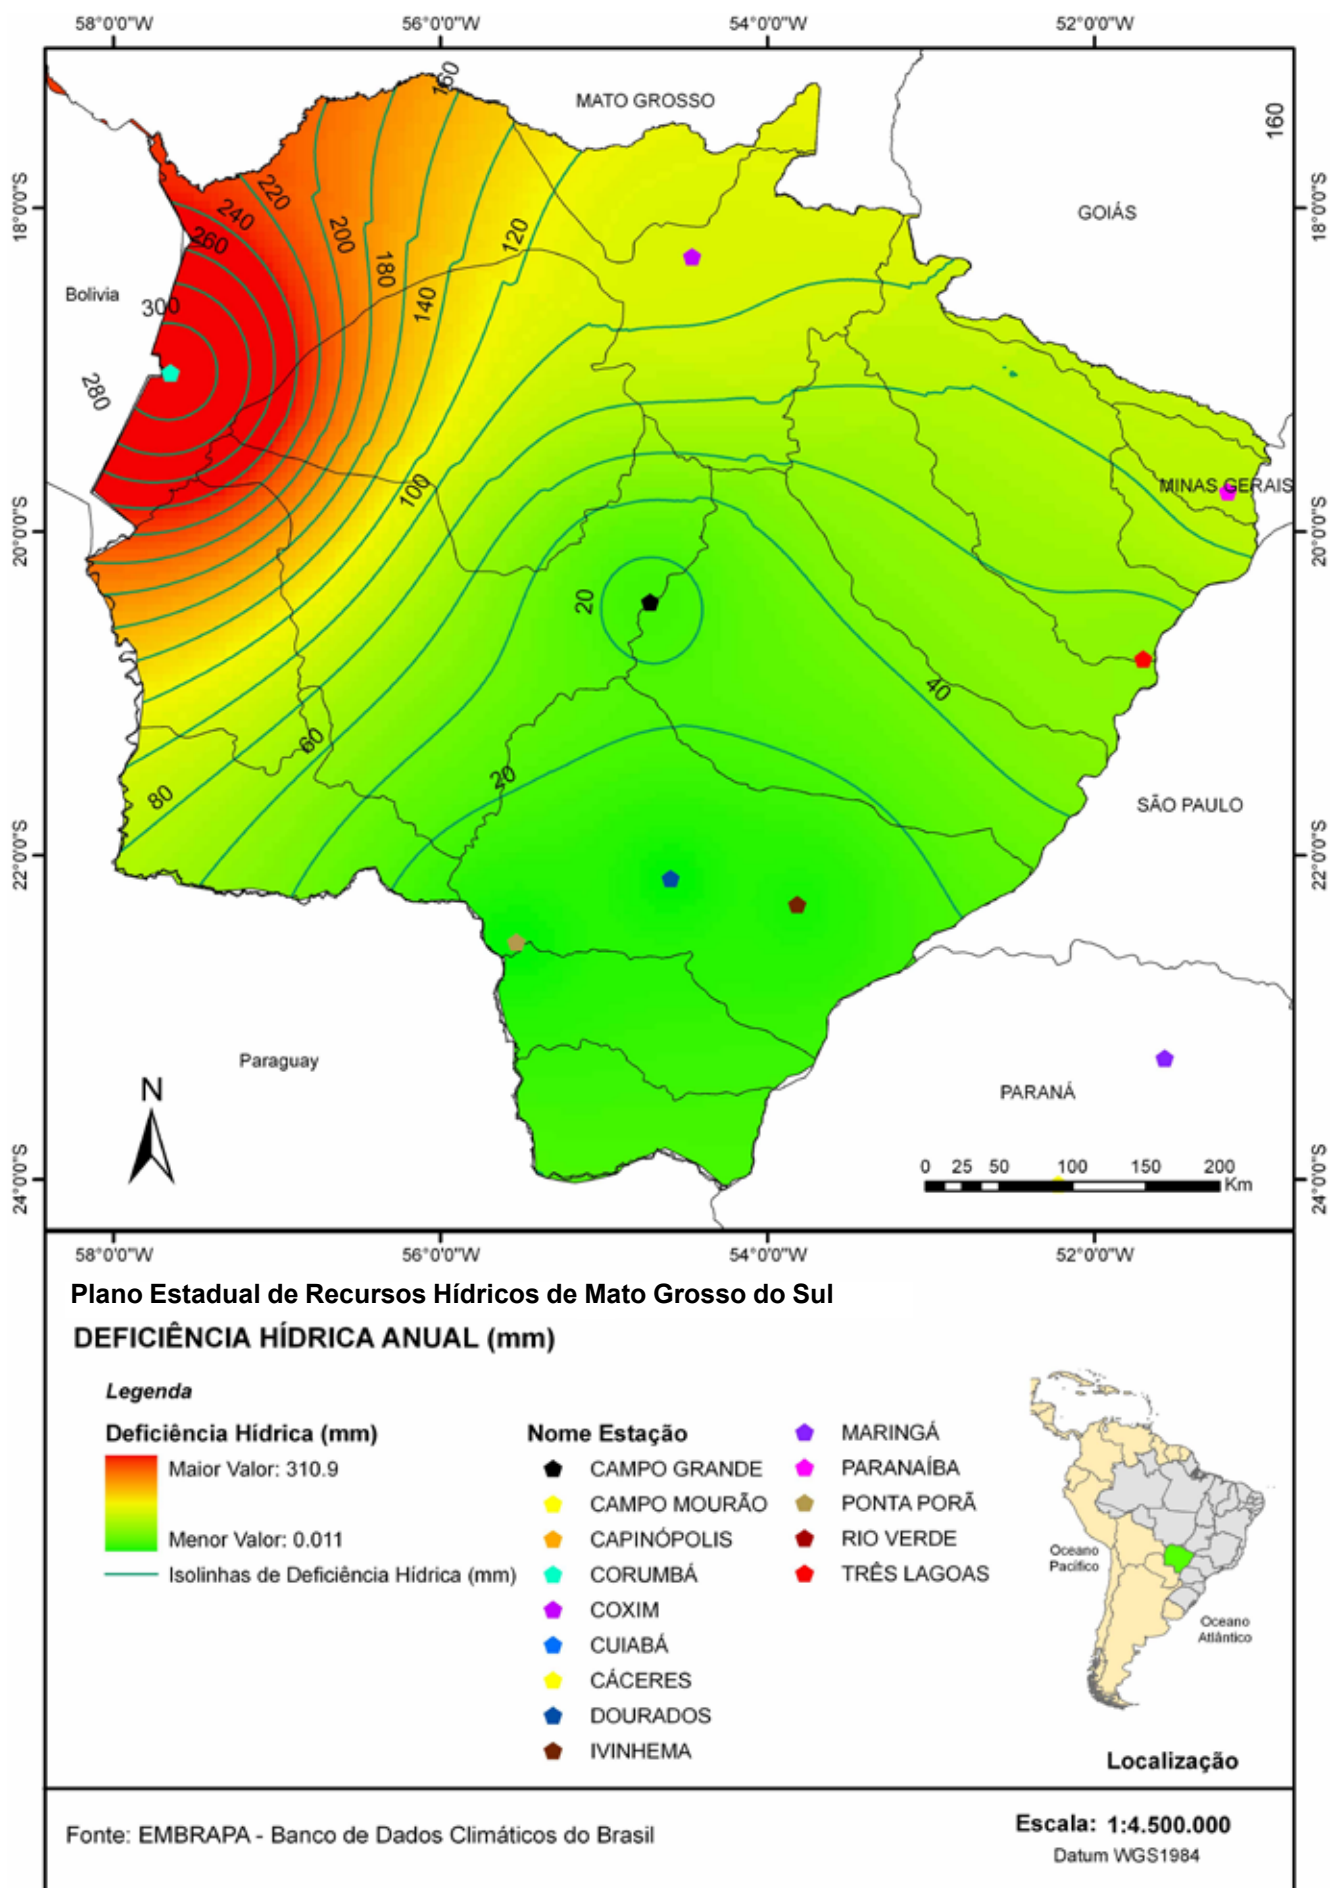 58°0'0"W 56°0'0"W 54°0'0"W 52°0'0"W
MATO GROSSO
160
160
18°0'0"S
18°0'0"S
GOIÁS
220
240
200
120
260
180
Bolivia
300
140
280
100
MINAS GERAIS
20°0'0"S
20°0'0"S
20
40
60
20
80
SÃO PAULO
22°0'0"S
22°0'0"S
Paraguay
N
PARANÁ
0 25 50 100 150 200
Km
24°0'0"S
24°0'0"S
58°0'0"W 56°0'0"W 54°0'0"W 52°0'0"W
Plano Estadual de Recursos Hídricos de Mato Grosso do Sul
DEFICIÊNCIA HÍDRICA ANUAL (mm)
Legenda
Deficiência Hídrica (mm)
Maior Valor: 310.9
Menor Valor: 0.011
Isolinhas de Deficiência Hídrica (mm)
Nome Estação
CAMPO GRANDE
CAMPO MOURÃO
CAPINÓPOLIS
CORUMBÁ
COXIM
CUIABÁ
CÁCERES
DOURADOS
IVINHEMA
MARINGÁ
PARANAÍBA
PONTA PORÃ
RIO VERDE
TRÊS LAGOAS
Oceano
Pacífico
Oceano
Atlântico
Localização
Fonte: EMBRAPA - Banco de Dados Climáticos do Brasil
Escala: 1:4.500.000
Datum WGS1984